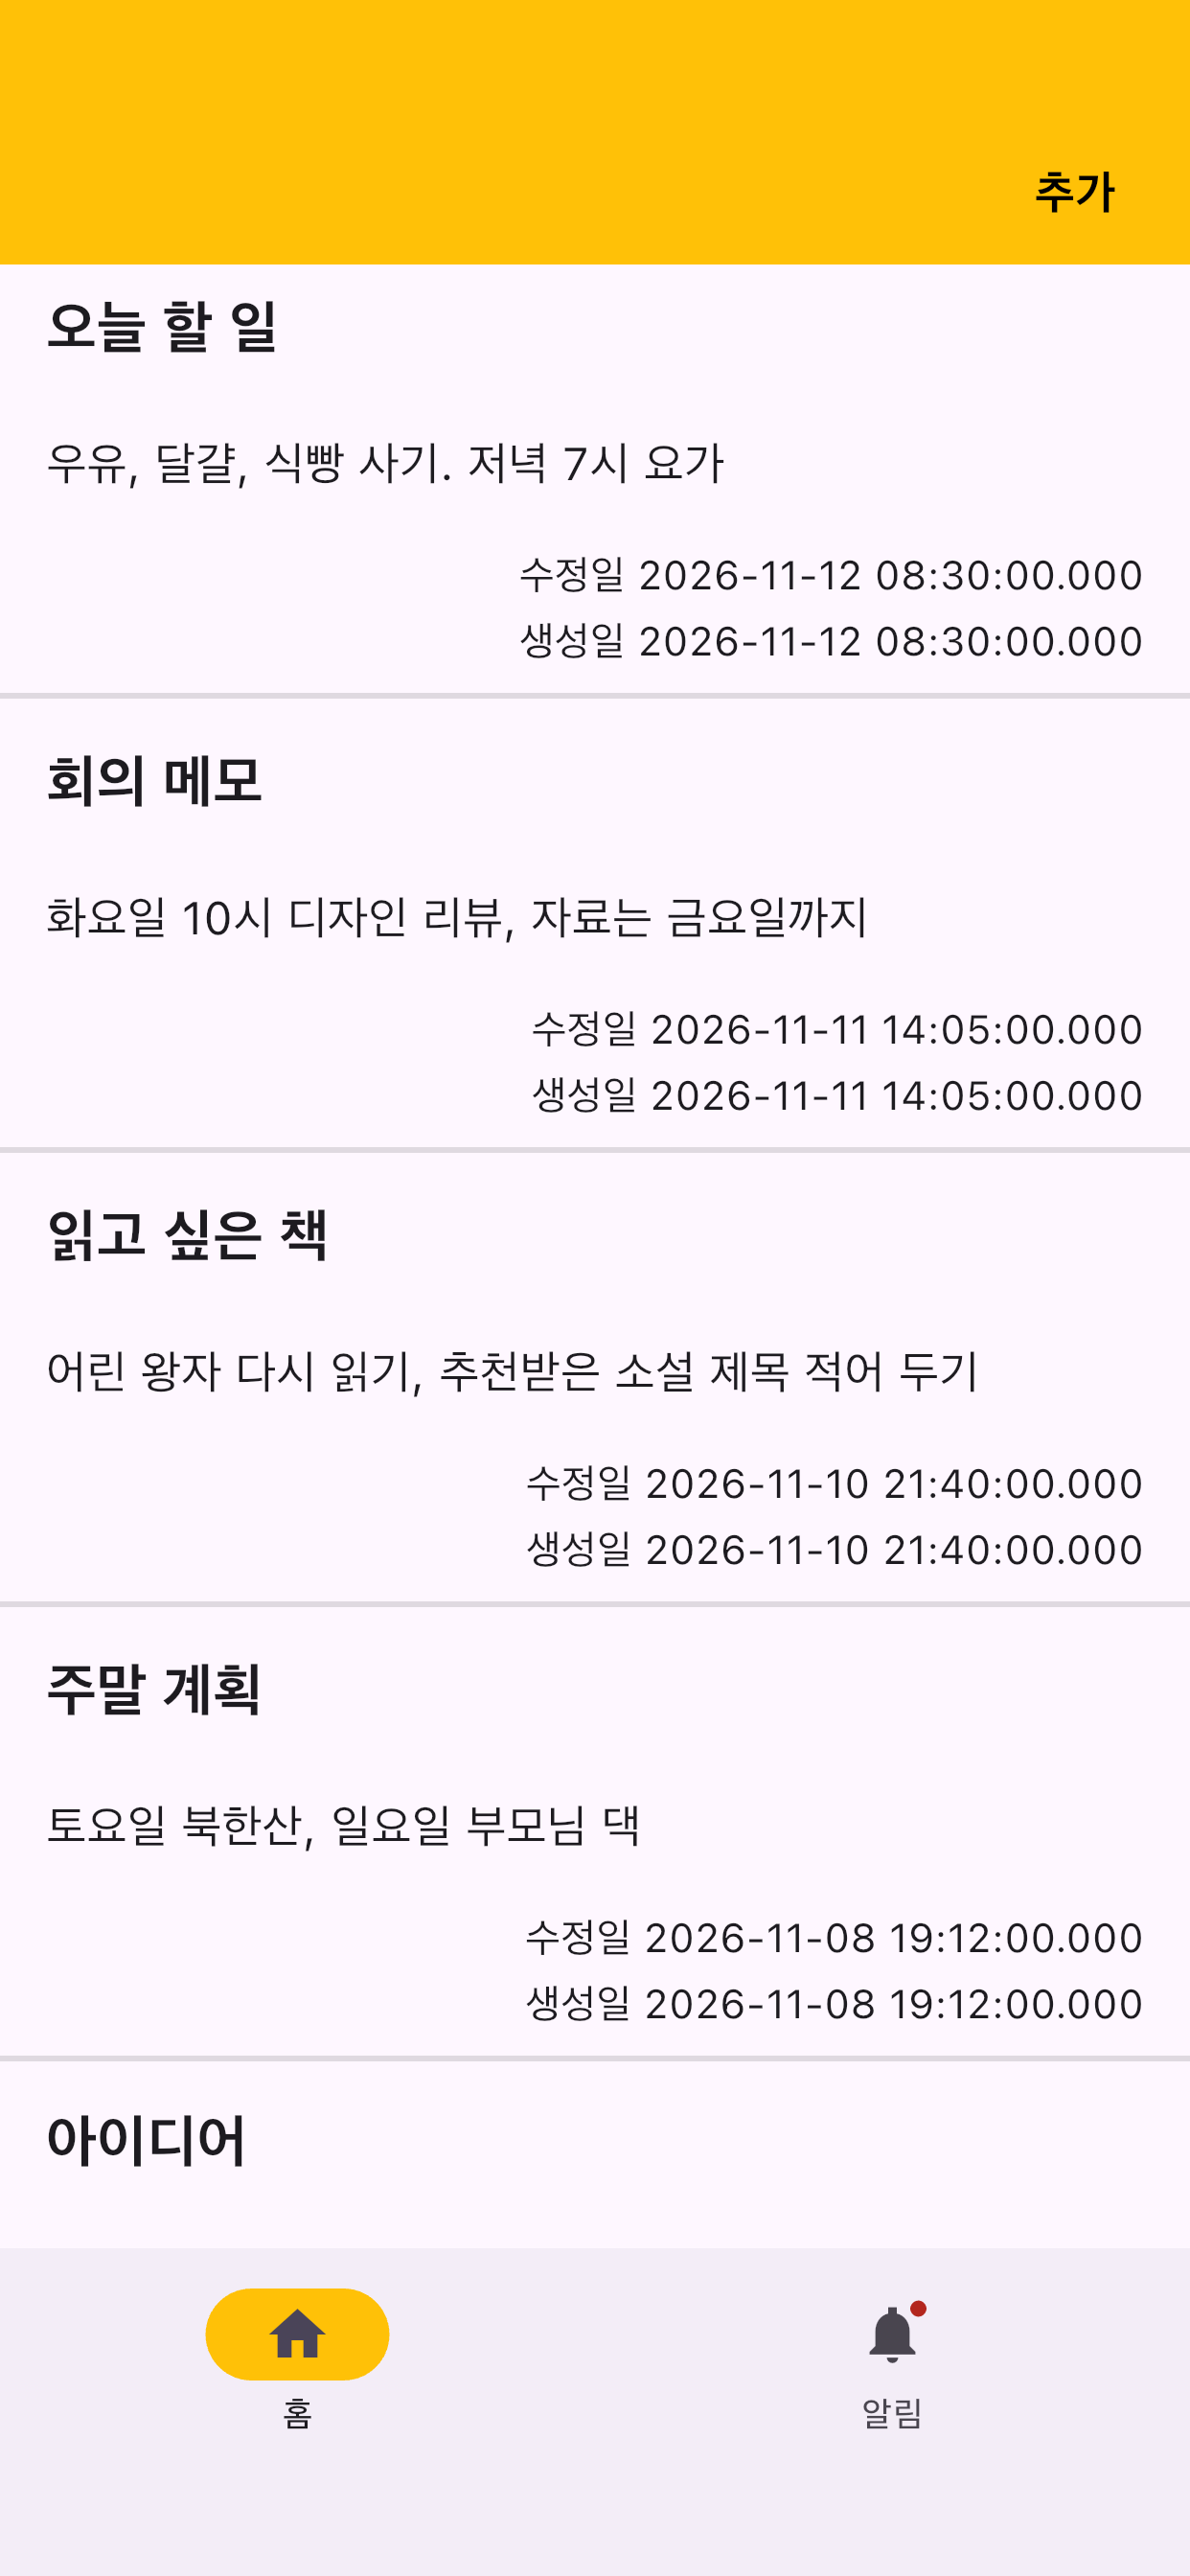 추가
오늘 할 일
우유, 달걀, 식빵 사기. 저녁 7시 요가
수정일 2026-11-12 08:30:00.000
생성일 2026-11-12 08:30:00.000
회의 메모
화요일 10시 디자인 리뷰, 자료는 금요일까지
수정일 2026-11-11 14:05:00.000
생성일 2026-11-11 14:05:00.000
읽고 싶은 책
어린 왕자 다시 읽기, 추천받은 소설 제목 적어 두기
수정일 2026-11-10 21:40:00.000
생성일 2026-11-10 21:40:00.000
주말 계획
토요일 북한산, 일요일 부모님 댁
수정일 2026-11-08 19:12:00.000
생성일 2026-11-08 19:12:00.000
아이디어
홈
알림